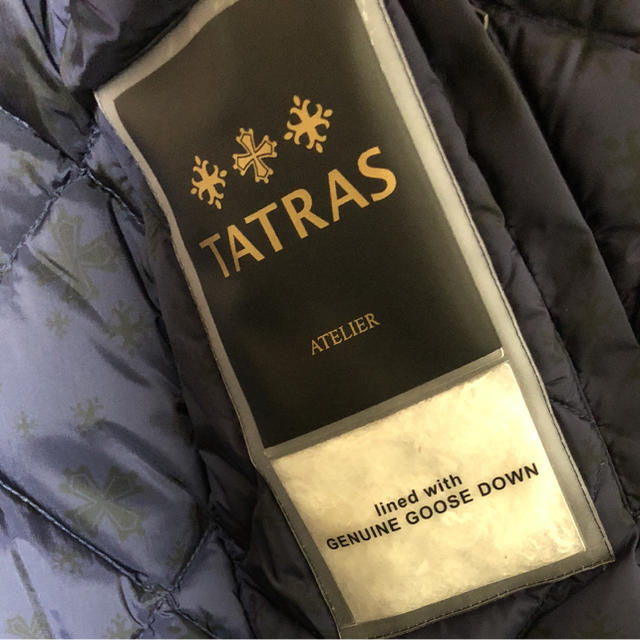 TATRAS
ATELIER
lined with
GENUINE GOOSE DOWN